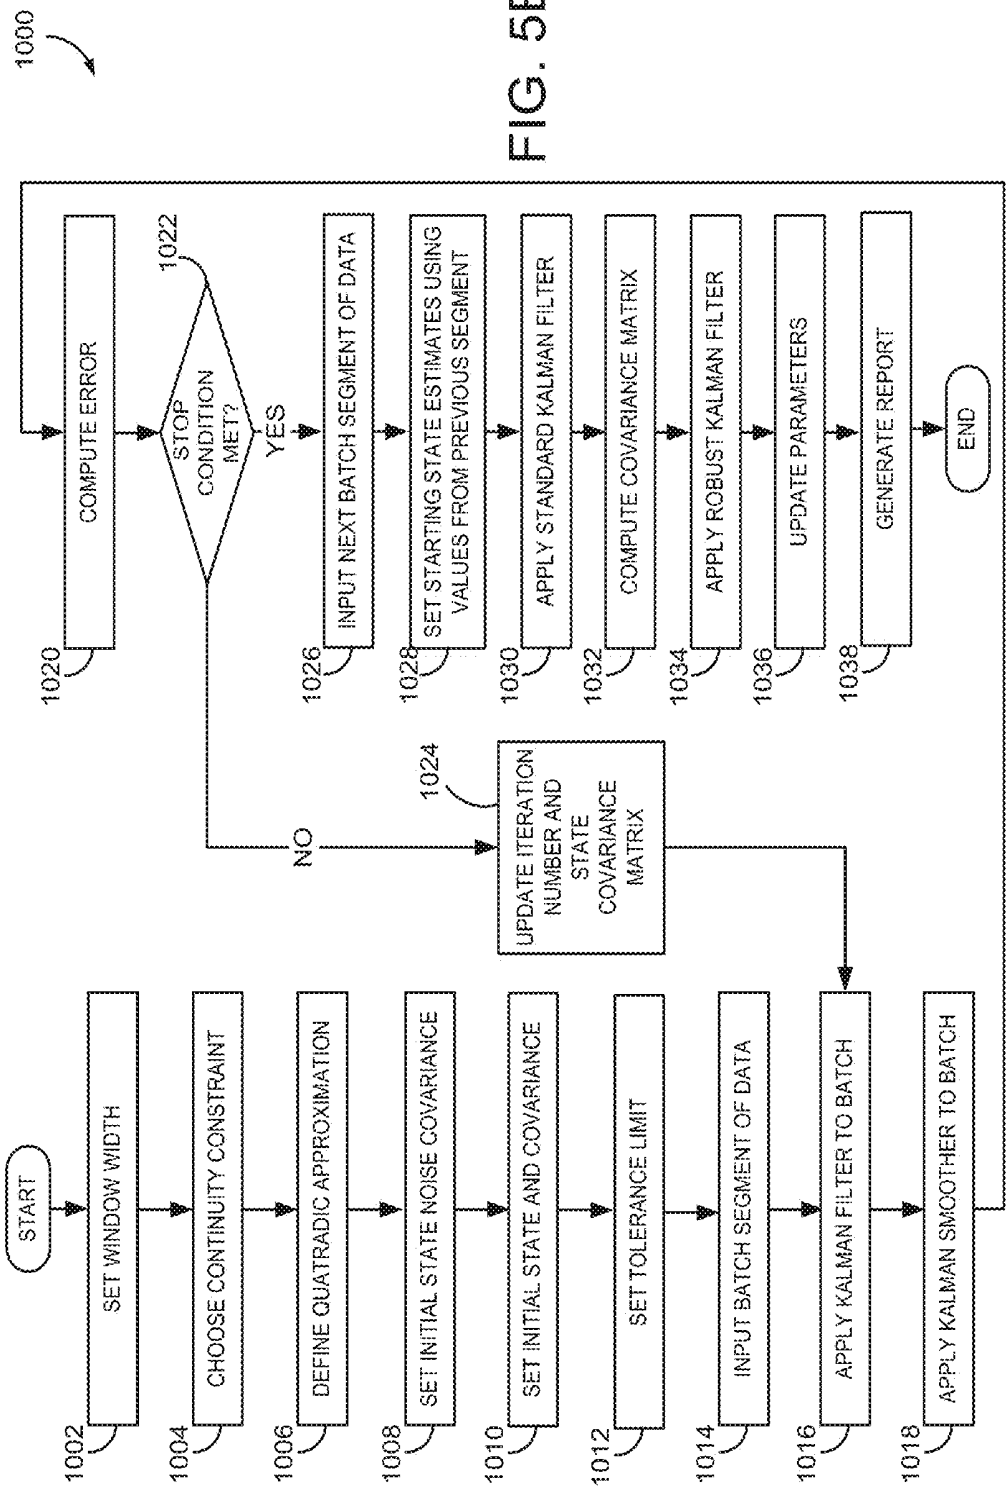 1000
START
1002
SET WINDOW WIDTH
1004
CHOOSE CONTINUITY CONSTRAINT
1006
DEFINE QUATRADIC APPROXIMATION
1008
SET INITIAL STATE NOISE COVARIANCE
1010
SET INITIAL STATE AND COVARIANCE
1012
SET TOLERANCE LIMIT
1014
INPUT BATCH SEGMENT OF DATA
1016
APPLY KALMAN FILTER TO BATCH
1018
APPLY KALMAN SMOOTHER TO BATCH
1020
COMPUTE ERROR
1022
STOP
CONDITION
MET?
NO
YES
1024
UPDATE ITERATION
NUMBER AND
STATE
COVARIANCE
MATRIX
1026
INPUT NEXT BATCH SEGMENT OF DATA
1028
SET STARTING STATE ESTIMATES USING
VALUES FROM PREVIOUS SEGMENT
1030
APPLY STANDARD KALMAN FILTER
1032
COMPUTE COVARIANCE MATRIX
1034
APPLY ROBUST KALMAN FILTER
1036
UPDATE PARAMETERS
1038
GENERATE REPORT
END
FIG.